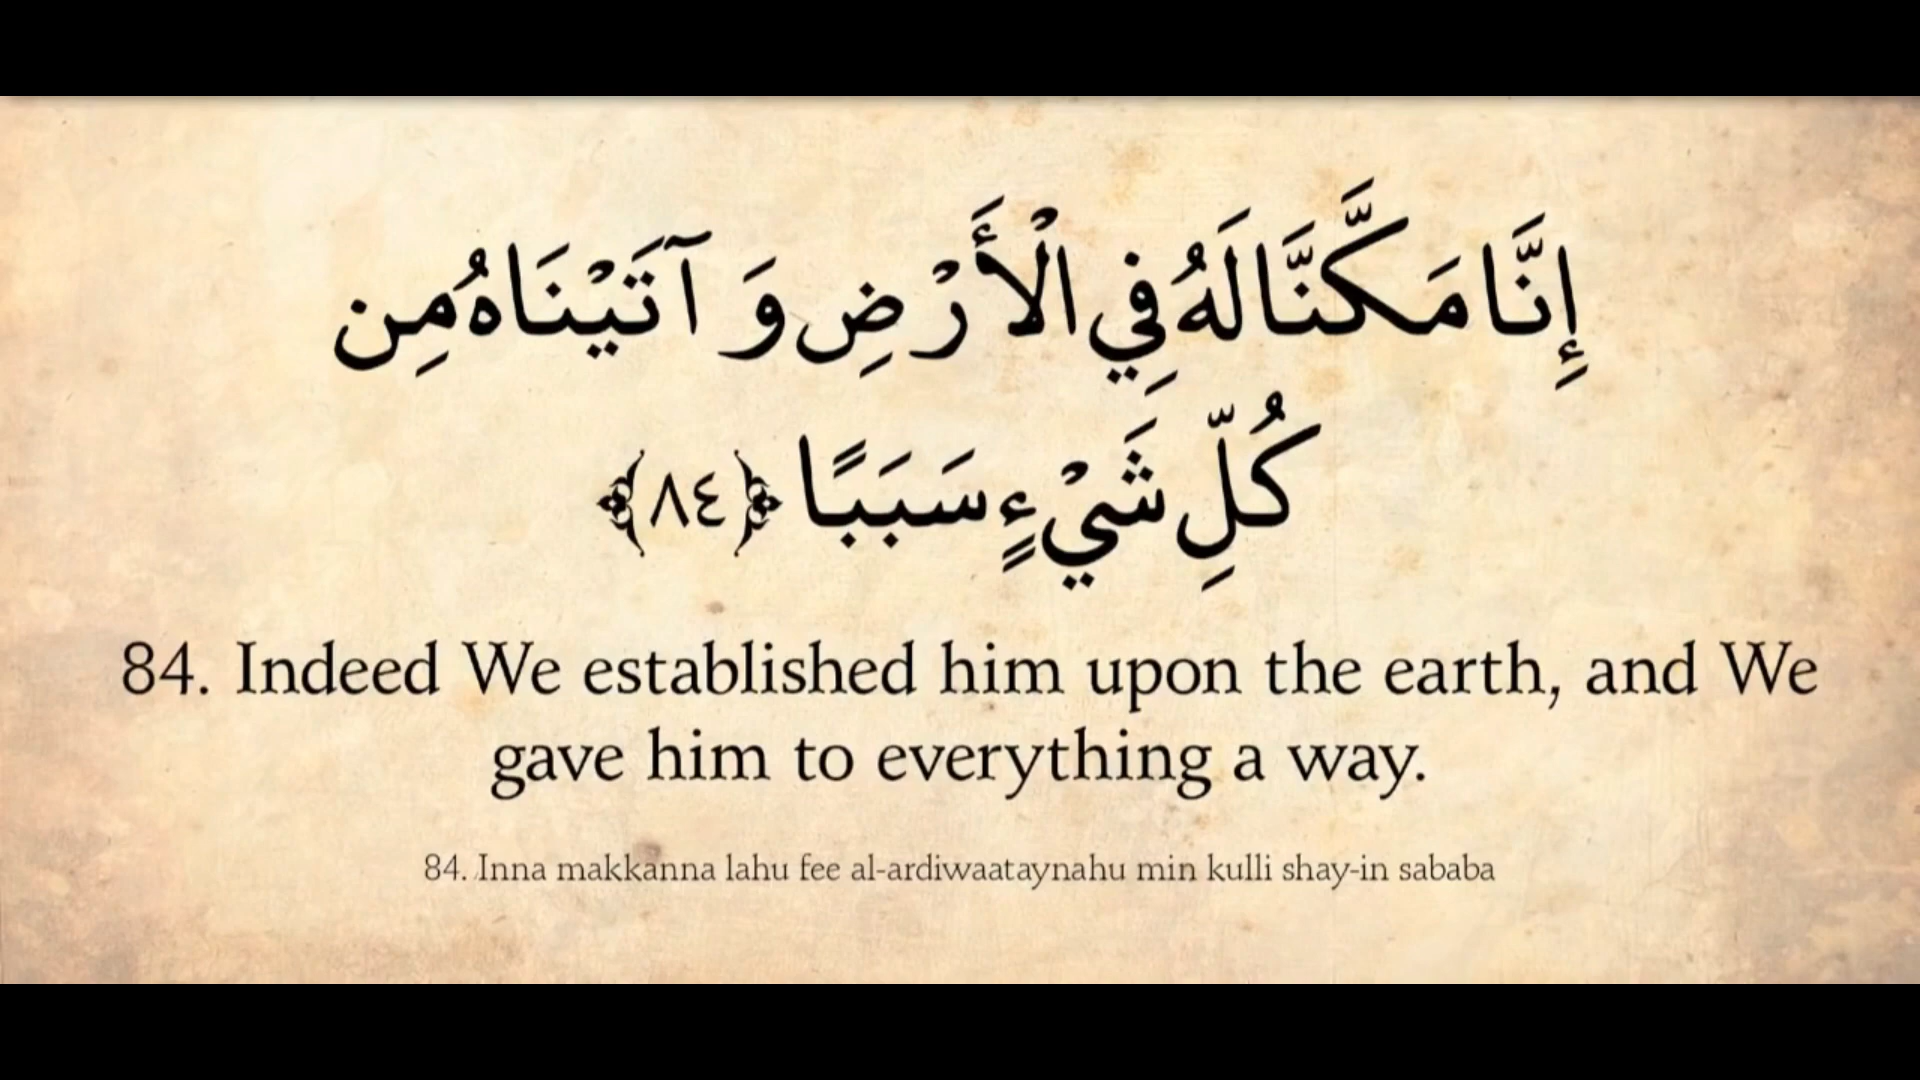 إِنَّا مَكَّنَّا لَهُ فِي الْأَرْضِ وَ آتَيْنَاهُ مِن
كُلِّ شَيْءٍ سَبَبًا ﴿٨٤﴾
84. Indeed We established him upon the earth, and We
gave him to everything a way.
84. Inna makkanna lahu fee al-ardiwaataynahu min kulli shay-in sababa